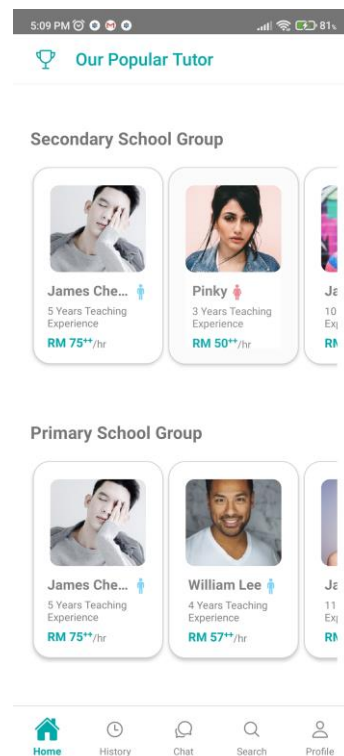 5:09 PM
81%
Our Popular Tutor
Secondary School Group
James Che...
5 Years Teaching
Experience
RM 75++/hr
Pinky
3 Years Teaching
Experience
RM 50++/hr
10
Primary School Group
James Che...
5 Years Teaching
Experience
RM 75++/hr
William Lee
4 Years Teaching
Experience
RM 57++/hr
11
Home
History
Chat
Search
Profile